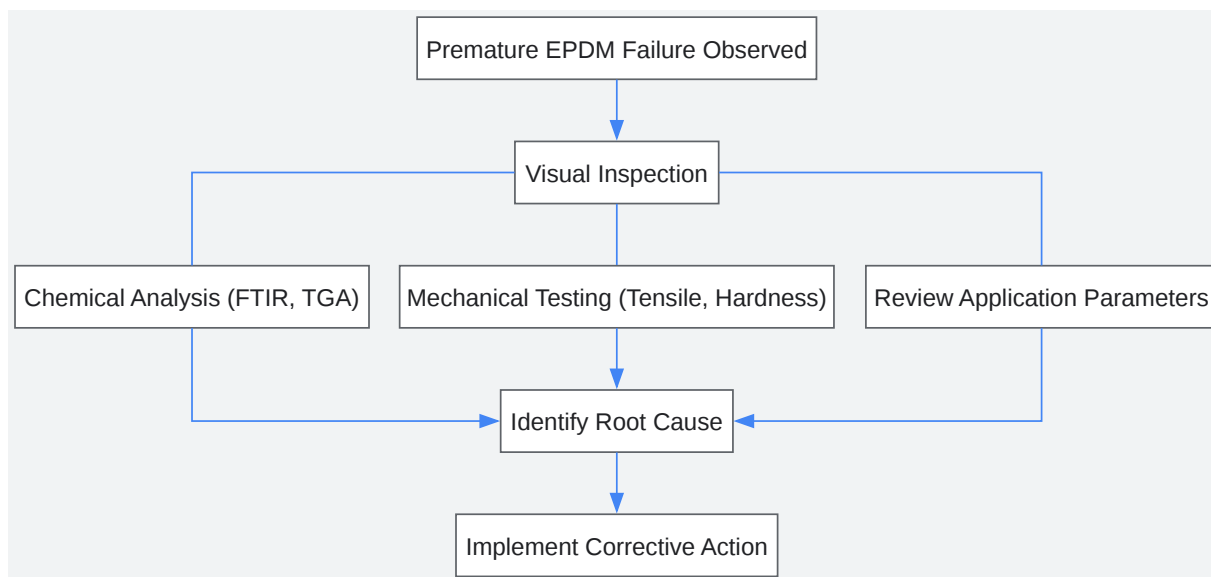 Premature EPDM Failure Observed
Visual Inspection
Chemical Analysis (FTIR, TGA)
Mechanical Testing (Tensile, Hardness)
Review Application Parameters
Identify Root Cause
Implement Corrective Action